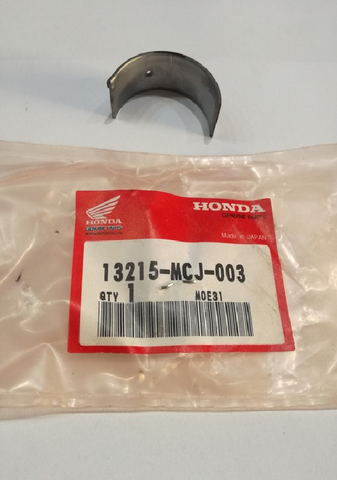 HONDA
HONDA
GENUINE PARTS
Made in JAPAN
13215-MCJ-003
QTY 1 MOE31